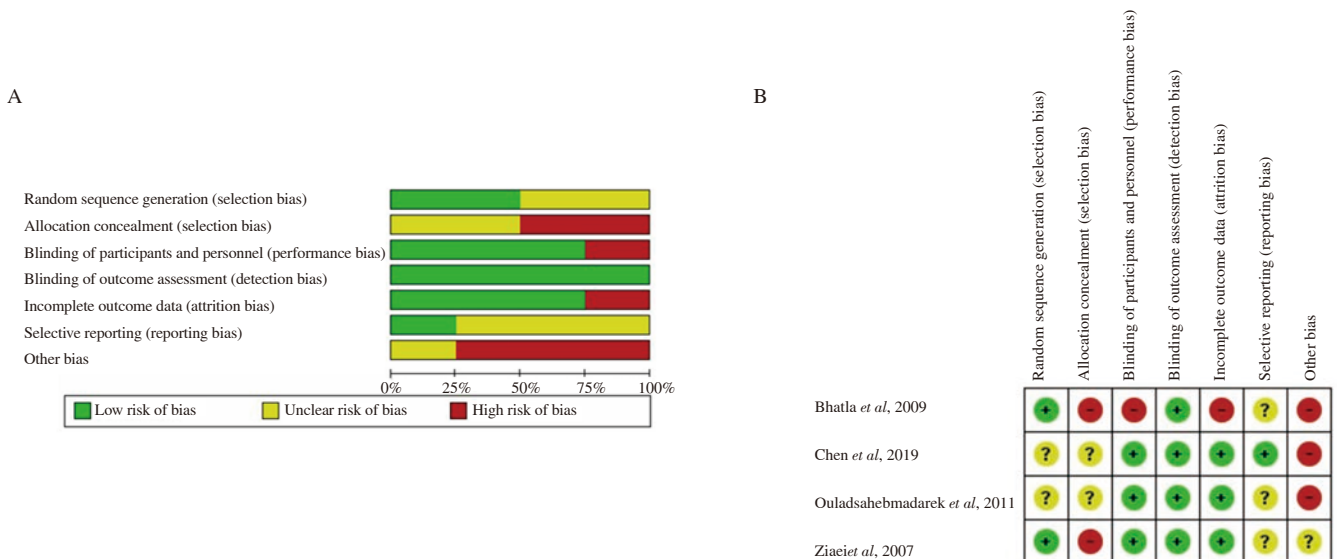 A
Random sequence generation (selection bias)
Allocation concealment (selection bias)
Blinding of participants and personnel (performance bias)
Blinding of outcome assessment (detection bias)
Incomplete outcome data (attrition bias)
Selective reporting (reporting bias)
Other bias
0% 25% 50% 75% 100%
Low risk of bias Unclear risk of bias High risk of bias
B
Random sequence generation (selection bias)
Allocation concealment (selection bias)
Blinding of participants and personnel (performance bias)
Blinding of outcome assessment (detection bias)
Incomplete outcome data (attrition bias)
Selective reporting (reporting bias)
Other bias
Bhatla et al, 2009 + - - + - ? -
Chen et al, 2019 ? ? + + + + -
Ouladsahebmadarek et al, 2011 ? ? + + + ? -
Ziaeiet al, 2007 + - + + + ? ?